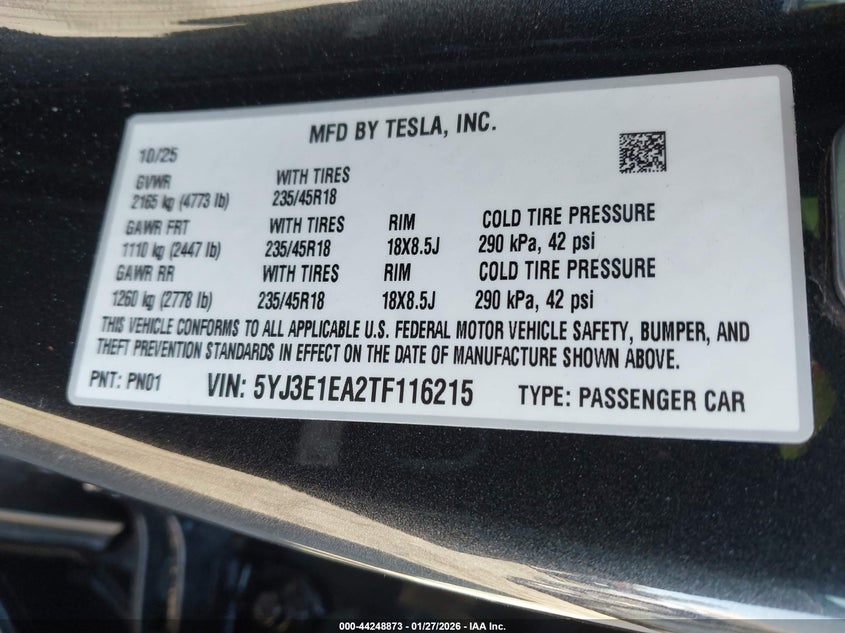 MFD BY TESLA, INC.
10/25
GVWR WITH TIRES
2165 kg (4773 lb) 235/45R18
GAWR FRT WITH TIRES RIM COLD TIRE PRESSURE
1110 kg (2447 lb) 235/45R18 18X8.5J 290 kPa, 42 psi
GAWR RR WITH TIRES RIM COLD TIRE PRESSURE
1260 kg (2778 lb) 235/45R18 18X8.5J 290 kPa, 42 psi
THIS VEHICLE CONFORMS TO ALL APPLICABLE U.S. FEDERAL MOTOR VEHICLE SAFETY, BUMPER, AND
THEFT PREVENTION STANDARDS IN EFFECT ON THE DATE OF MANUFACTURE SHOWN ABOVE.
PNT: PN01 VIN: 5YJ3E1EA2TF116215 TYPE: PASSENGER CAR
000-44248873 - 01/27/2026 - IAA Inc.